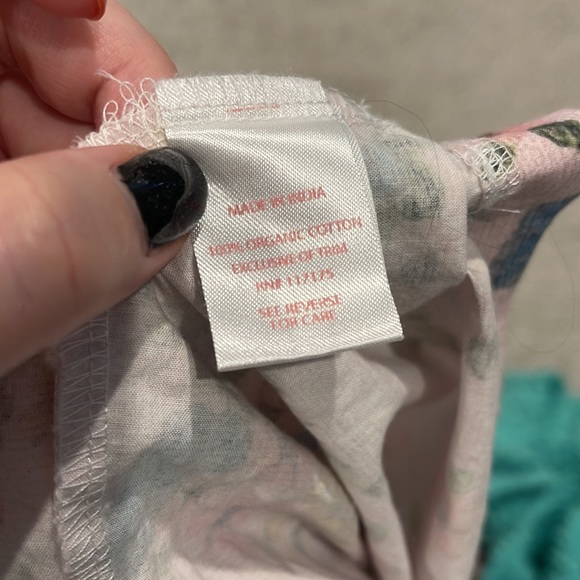 MADE IN INDIA
100% ORGANIC COTTON
EXCLUSIVE OF TRIM
RN# 117175
SEE REVERSE
FOR CARE